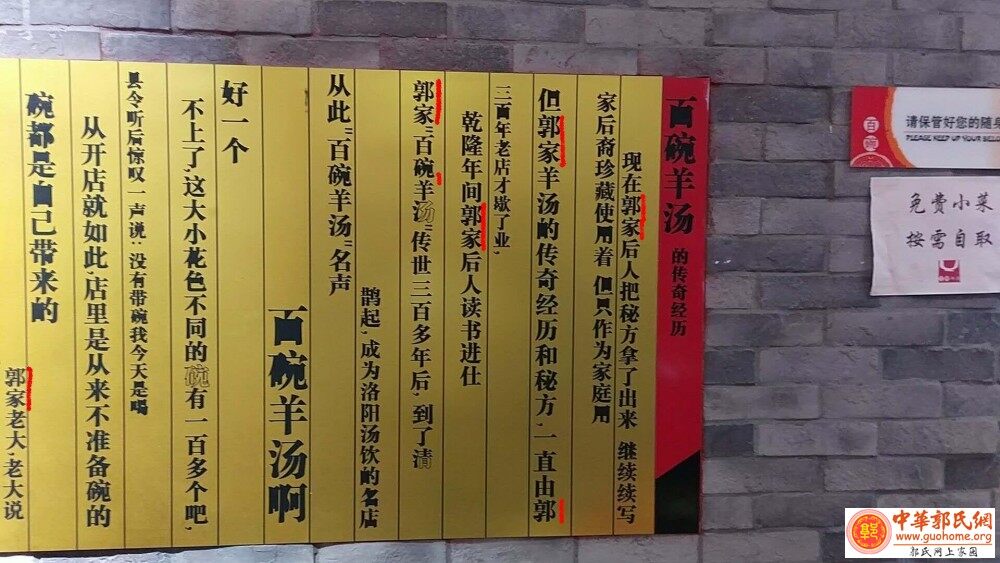 郭家老大，老大说
碗都是自己带来的
从开店就如此，店里是从来不准备碗的
县令听后惊叹一声说：没有带碗我今天是喝
不上了，这大小花色不同的碗有一百多个吧，
好一个
百碗羊汤啊
从此"百碗羊汤"名声
鹊起，成为洛阳汤饮的名店
郭家"百碗羊汤"传世三百多年后，到了清
乾隆年间郭家后人读书进仕
三百年老店才歇了业，
但郭家羊汤的传奇经历和秘方，一直由郭
家后裔珍藏使用着 但只作为家庭用
现在郭家后人把秘方拿了出来 继续续写
百碗羊汤 的传奇经历
请保管好您的随身
PLEASE KEEP UP YOUR
免费小菜
按需自取
中華郭氏網
www.guohome.org
郭氏网上家园